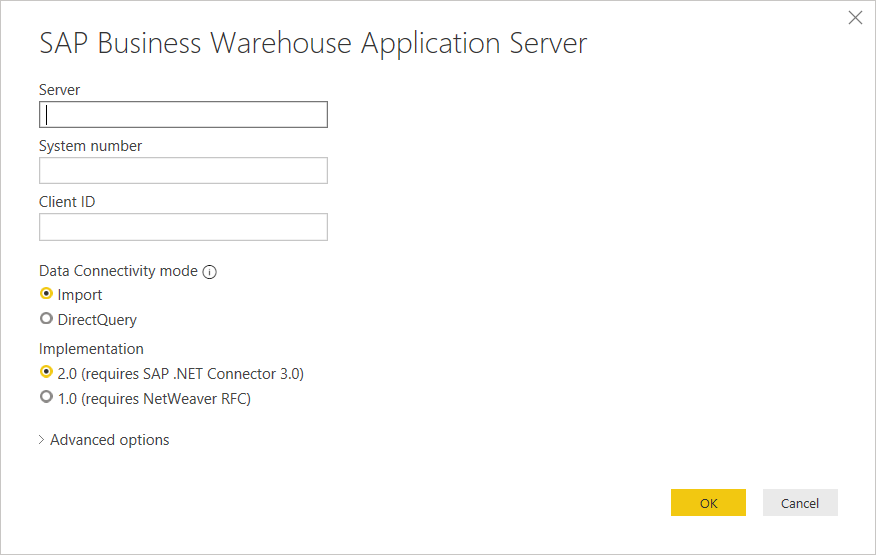 SAP Business Warehouse Application Server
Server
System number
Client ID
Data Connectivity mode
Import
DirectQuery
Implementation
2.0 (requires SAP .NET Connector 3.0)
1.0 (requires NetWeaver RFC)
Advanced options
OK Cancel